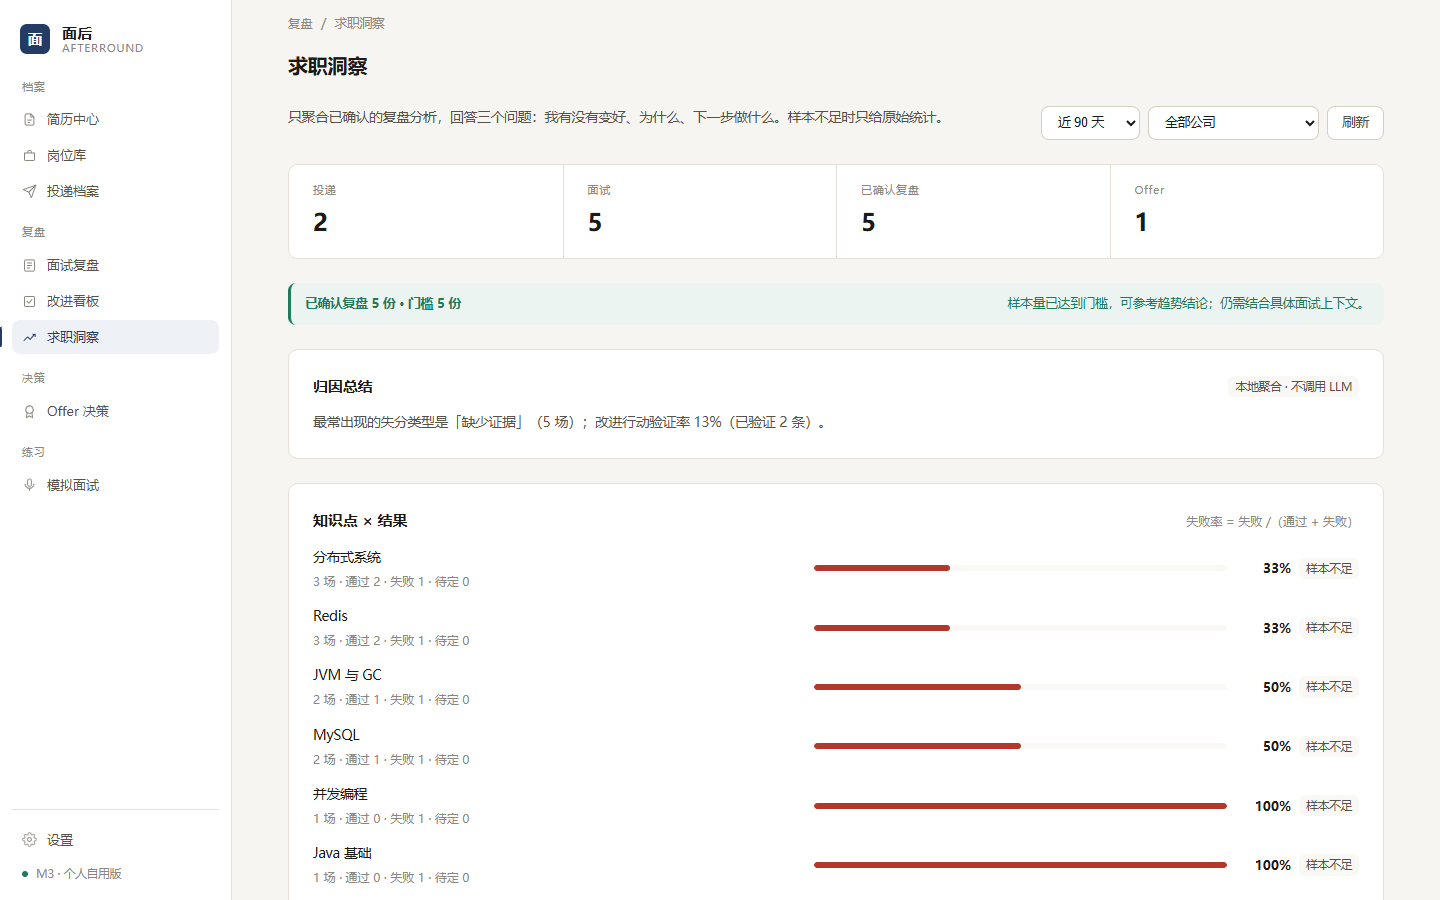 面
面后
AFTERROUND
档案
简历中心
岗位库
投递档案
复盘
面试复盘
改进看板
求职洞察
决策
Offer 决策
练习
模拟面试
设置
M3 · 个人自用版
复盘 / 求职洞察
求职洞察
只聚合已确认的复盘分析，回答三个问题：我有没有变好、为什么、下一步做什么。样本不足时只给原始统计。
近 90 天
全部公司
刷新
投递
2
面试
5
已确认复盘
5
Offer
1
已确认复盘 5 份 • 门槛 5 份
样本量已达到门槛，可参考趋势结论；仍需结合具体面试上下文。
归因总结
本地聚合 · 不调用 LLM
最常出现的失分类型是「缺少证据」（5 场）；改进行动验证率 13%（已验证 2 条）。
知识点 × 结果
失败率 = 失败 /（通过 + 失败）
分布式系统
3 场 · 通过 2 · 失败 1 · 待定 0
33% 样本不足
Redis
3 场 · 通过 2 · 失败 1 · 待定 0
33% 样本不足
JVM 与 GC
2 场 · 通过 1 · 失败 1 · 待定 0
50% 样本不足
MySQL
2 场 · 通过 1 · 失败 1 · 待定 0
50% 样本不足
并发编程
1 场 · 通过 0 · 失败 1 · 待定 0
100% 样本不足
Java 基础
1 场 · 通过 0 · 失败 1 · 待定 0
100% 样本不足